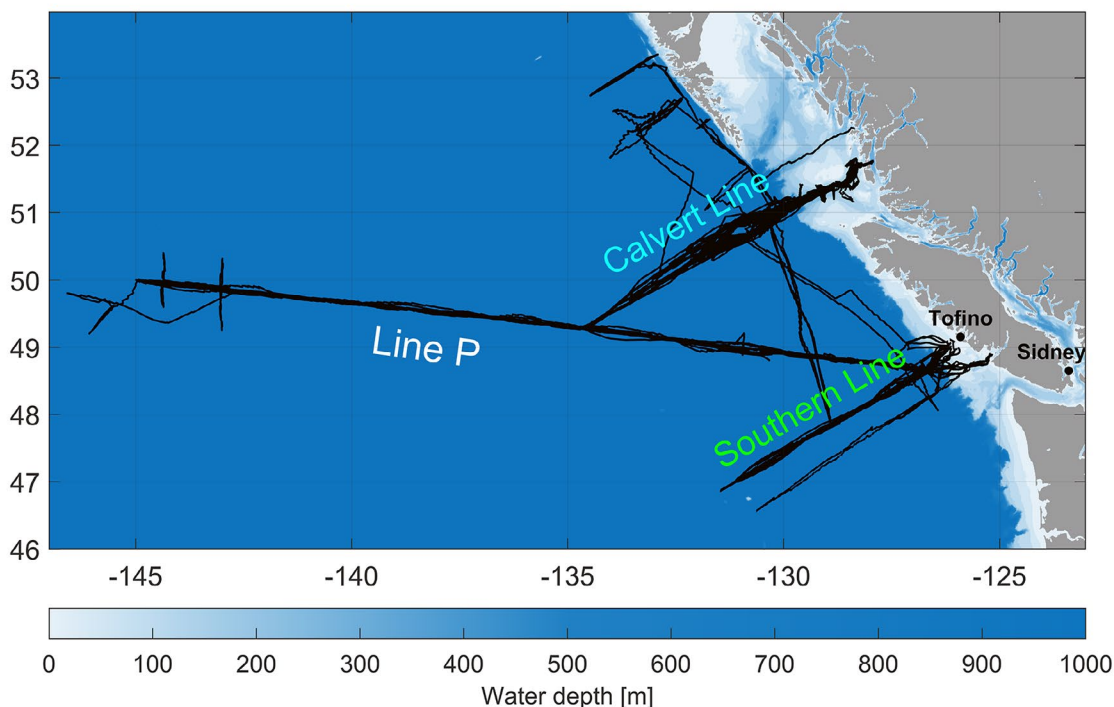 53
52
51
50
49
48
47
46
Calvert Line
Line P
Southern Line
Tofino
Sidney
-145 -140 -135 -130 -125
0 100 200 300 400 500 600 700 800 900 1000
Water depth [m]